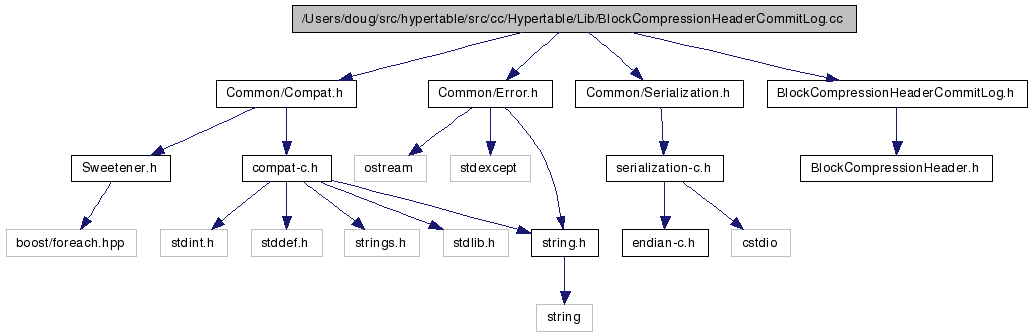 /Users/doug/src/hypertable/src/cc/Hypertable/Lib/BlockCompressionHeaderCommitLog.cc
Common/Compat.h
Common/Error.h
Common/Serialization.h
BlockCompressionHeaderCommitLog.h
Sweetener.h
compat-c.h
ostream
stdexcept
serialization-c.h
BlockCompressionHeader.h
boost/foreach.hpp
stdint.h
stddef.h
strings.h
stdlib.h
string.h
endian-c.h
cstdio
string